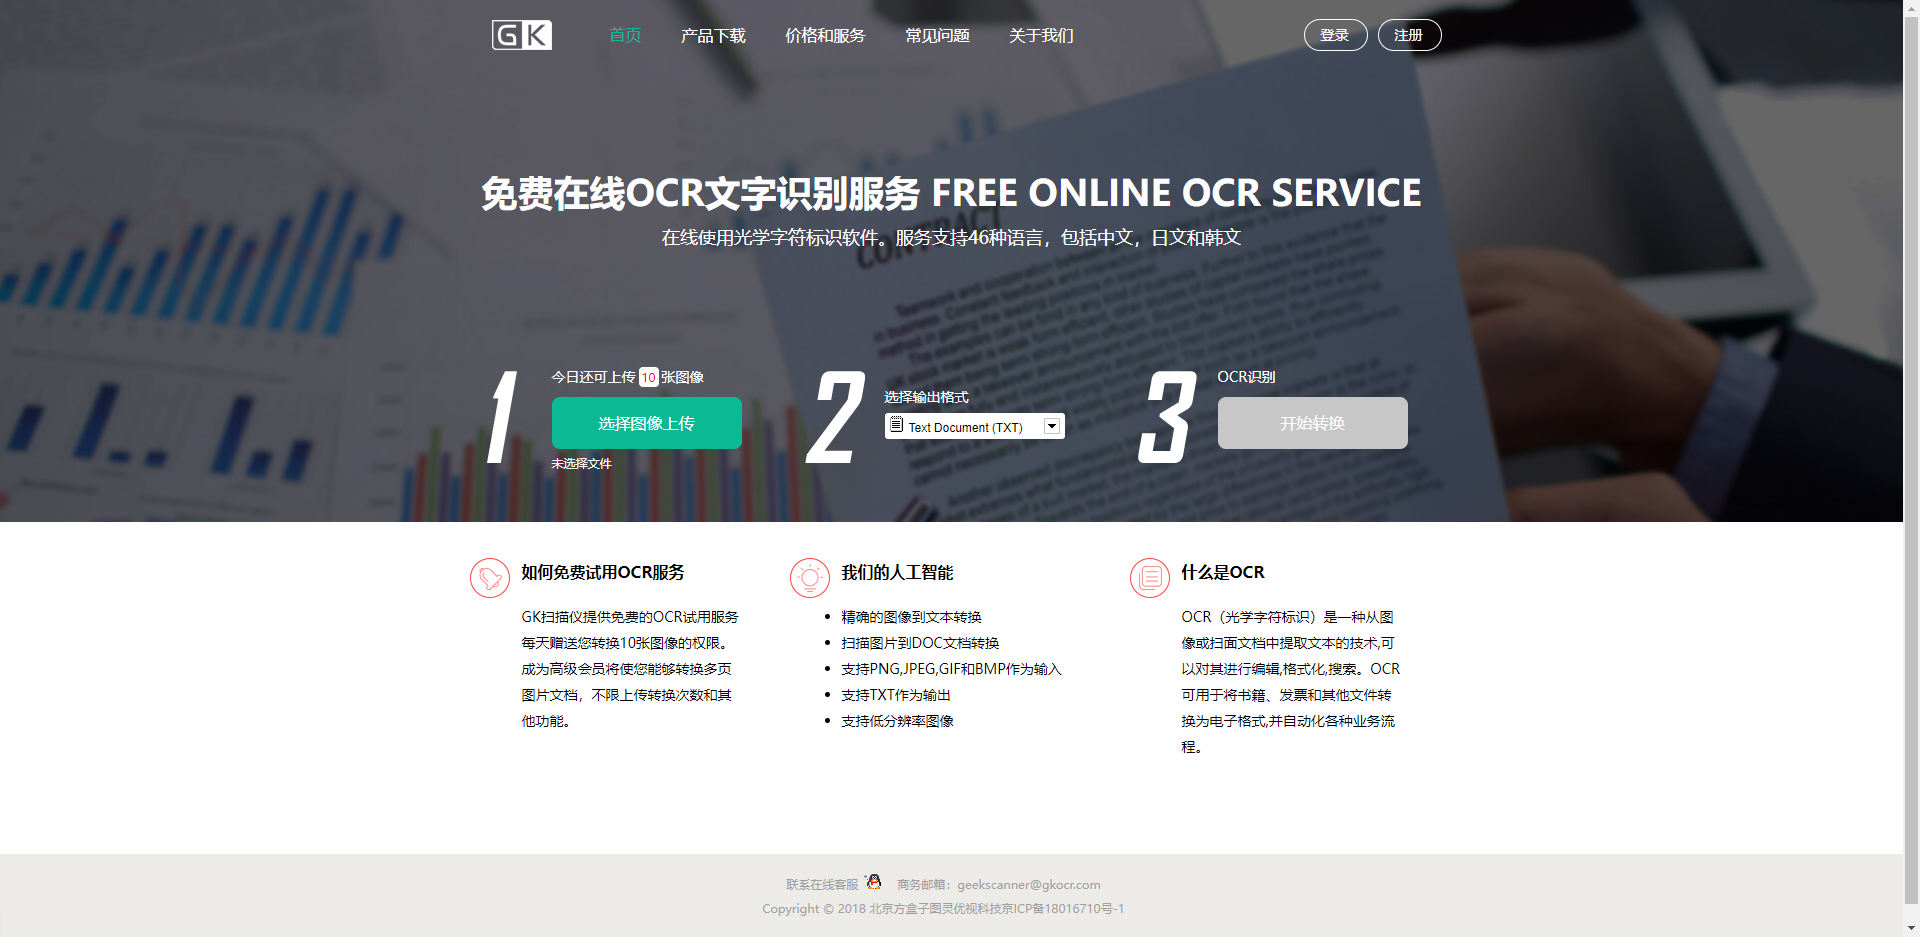 GK 首页 产品下载 价格和服务 常见问题 关于我们 登录 注册
免费在线OCR文字识别服务 FREE ONLINE OCR SERVICE
在线使用光学字符标识软件。服务支持46种语言，包括中文，日文和韩文
CONTRACT
1
今日还可上传 10 张图像
选择图像上传
未选择文件
2
选择输出格式
Text Document (TXT)
3
OCR识别
开始转换
如何免费试用OCR服务
GK扫描仪提供免费的OCR试用服务
每天赠送您转换10张图像的权限。
成为高级会员将使您能够转换多页
图片文档，不限上传转换次数和其
他功能。
我们的人工智能
• 精确的图像到文本转换
• 扫描图片到DOC文档转换
• 支持PNG,JPEG,GIF和BMP作为输入
• 支持TXT作为输出
• 支持低分辨率图像
什么是OCR
OCR（光学字符标识）是一种从图
像或扫面文档中提取文本的技术,可
以对其进行编辑,格式化,搜索。OCR
可用于将书籍、发票和其他文件转
换为电子格式,并自动化各种业务流
程。
联系在线客服 商务邮箱：geekscanner@gkocr.com
Copyright © 2018 北京方盒子图灵优视科技京ICP备18016710号-1